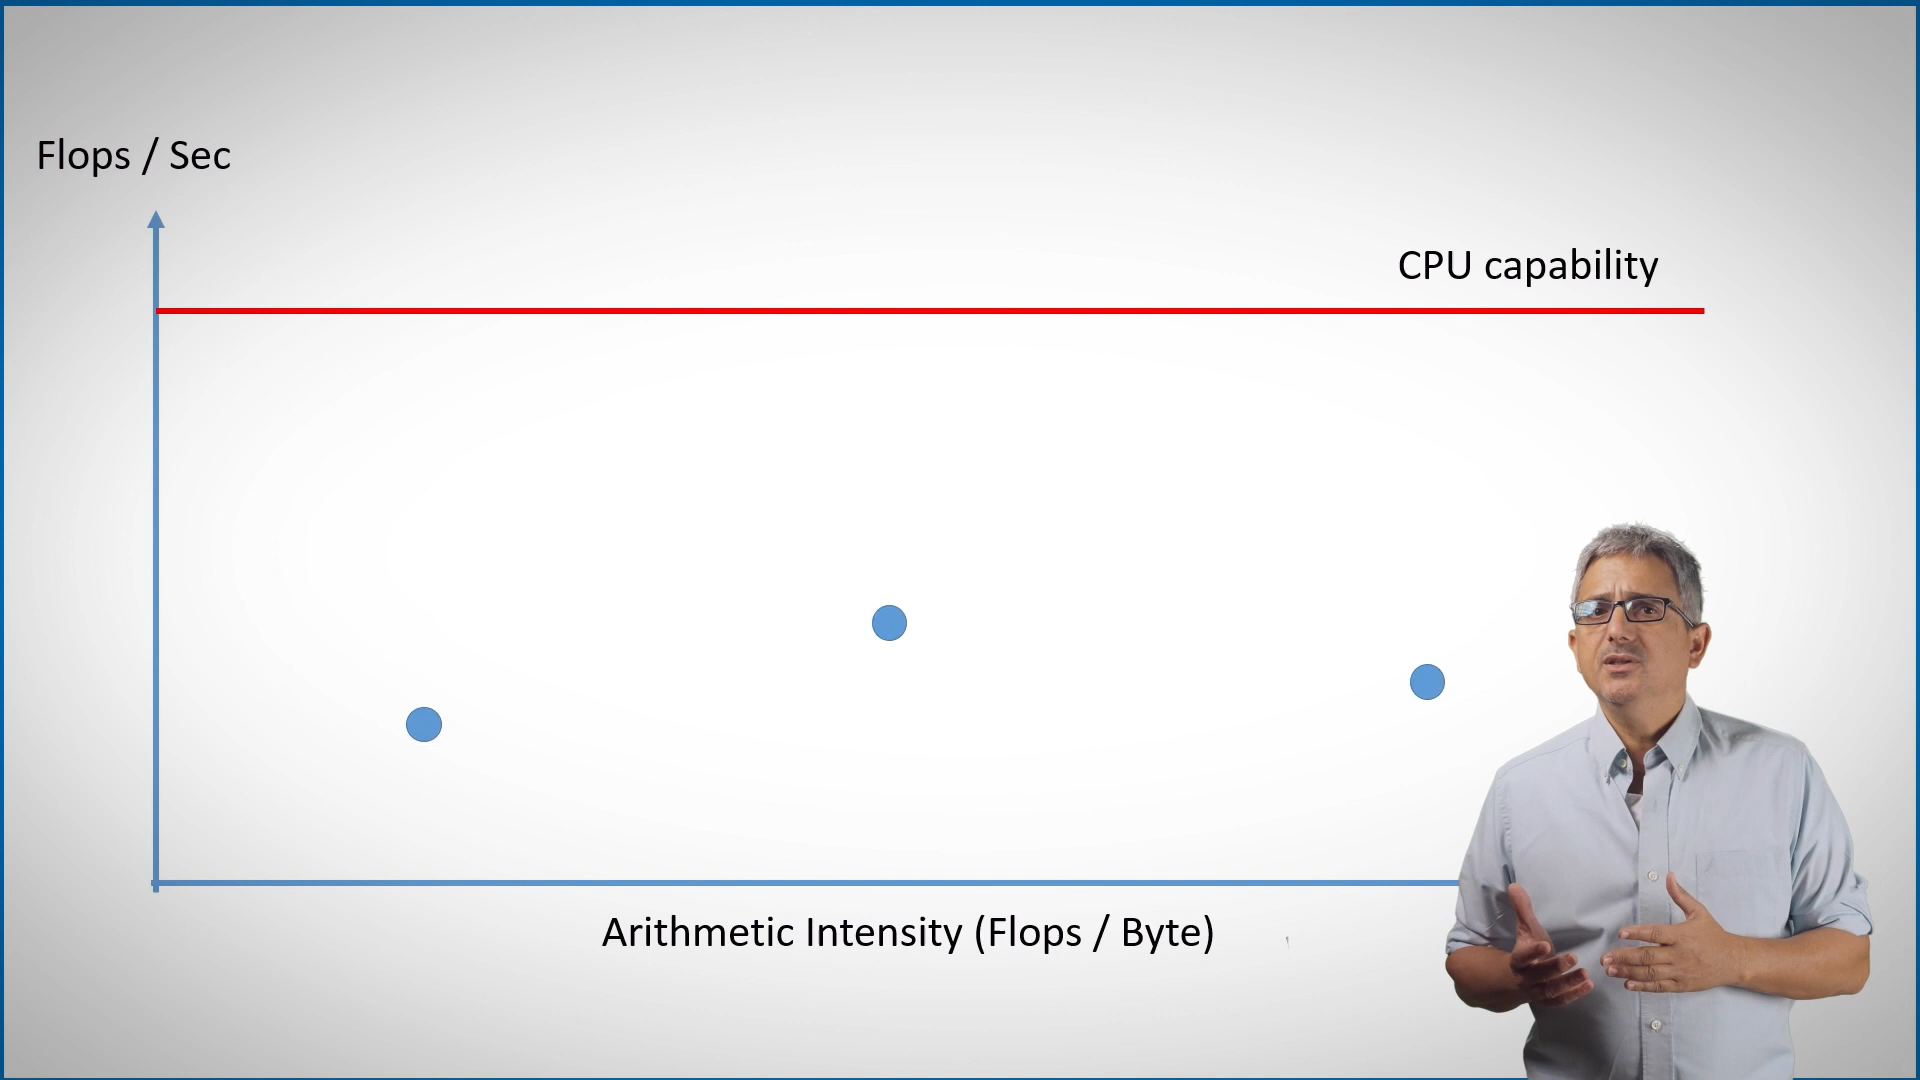 Flops / Sec
CPU capability
Arithmetic Intensity (Flops / Byte)